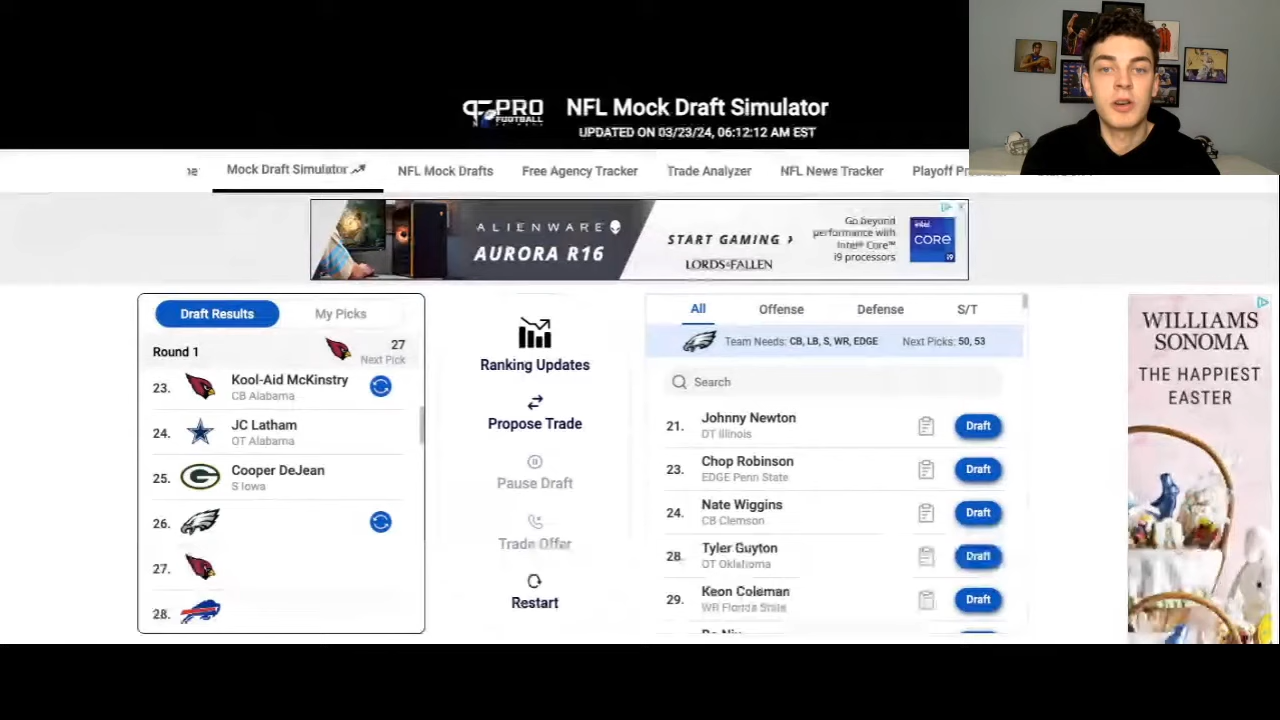 PRO
FOOTBALL
NETWORK
NFL Mock Draft Simulator
UPDATED ON 03/23/24, 06:12:12 AM EST
ne
Mock Draft Simulator
NFL Mock Drafts
Free Agency Tracker
Trade Analyzer
NFL News Tracker
ALIENWARE
AURORA R16
START GAMING >
LORDS OF FALLEN
Go beyond
performance with
Intel® Core™
i9 processors
intel
CORE
i9
Draft Results
My Picks
Round 1
27
Next Pick
23.
Kool-Aid McKinstry
CB Alabama
24.
JC Latham
OT Alabama
25.
Cooper DeJean
S Iowa
26.
27.
28.
Ranking Updates
Propose Trade
Pause Draft
Trade Offer
Restart
All
Offense
Defense
S/T
Team Needs: CB, LB, S, WR, EDGE
Next Picks: 50, 53
Search
21.
Johnny Newton
DT Illinois
Draft
23.
Chop Robinson
EDGE Penn State
Draft
24.
Nate Wiggins
CB Clemson
Draft
28.
Tyler Guyton
OT Oklahoma
Draft
29.
Keon Coleman
WR Florida State
Draft
WILLIAMS
SONOMA
THE HAPPIEST
EASTER